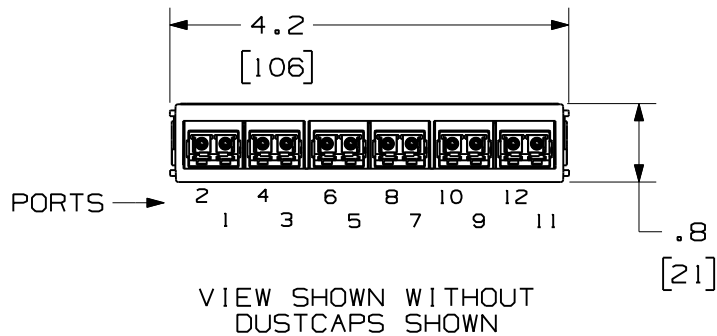 4.2
[106]
PORTS
2 4 6 8 10 12
1 3 5 7 9 11
.8
[21]
VIEW SHOWN WITHOUT
DUSTCAPS SHOWN